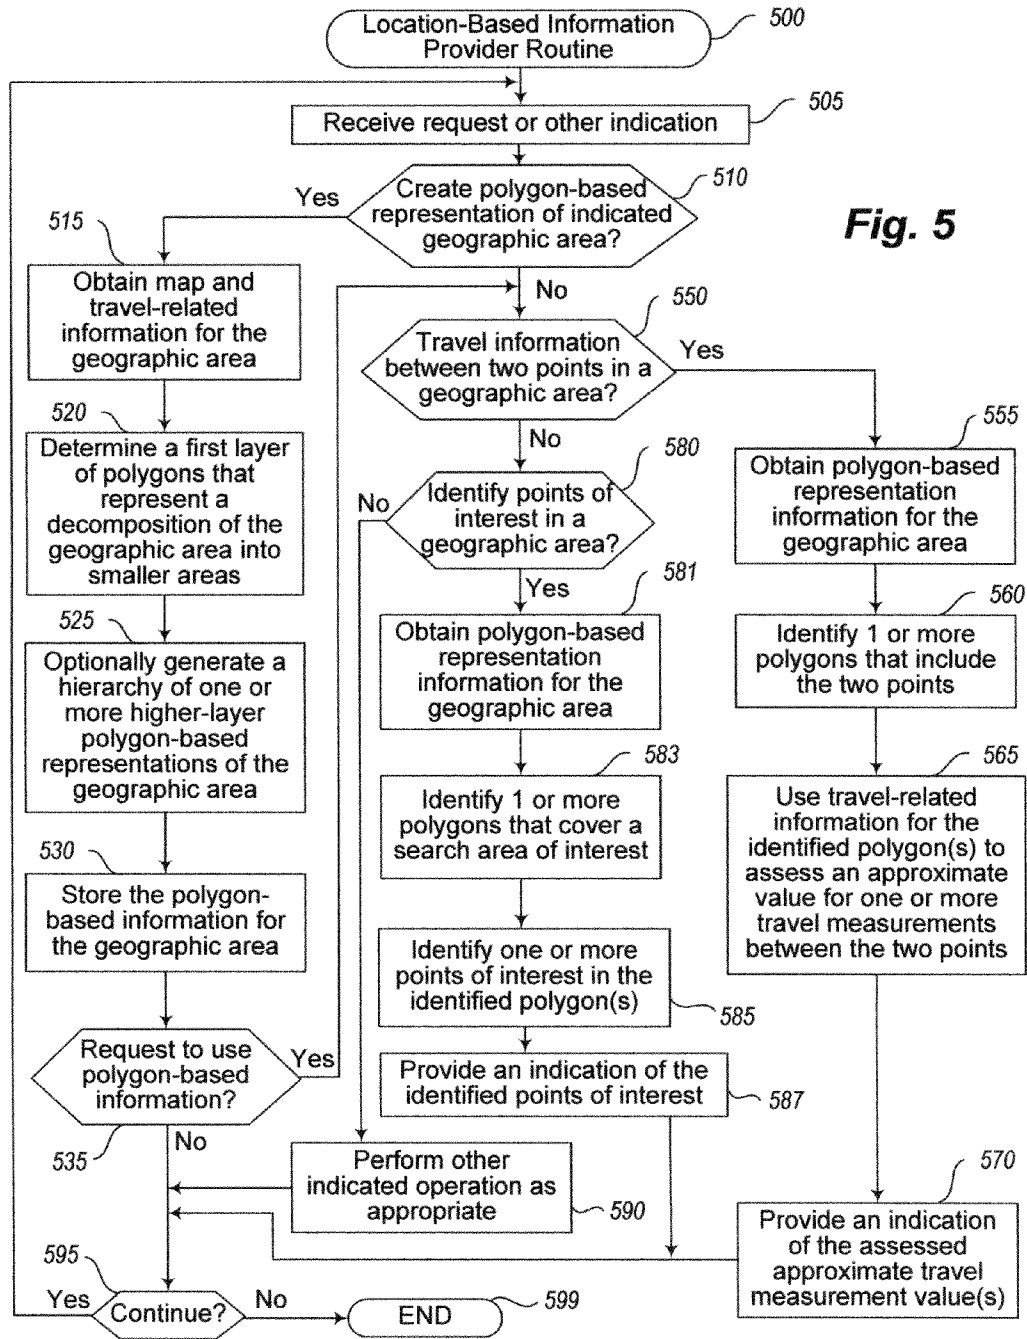 Location-Based Information
Provider Routine
500
Receive request or other indication
505
Create polygon-based
representation of indicated
geographic area?
510
Yes
No
Fig. 5
515
Obtain map and
travel-related
information for the
geographic area
520
Determine a first layer
of polygons that
represent a
decomposition of the
geographic area into
smaller areas
525
Optionally generate a
hierarchy of one or
more higher-layer
polygon-based
representations of the
geographic area
530
Store the polygon-
based information for
the geographic area
Request to use
polygon-based
information?
535
Yes
No
550
Travel information
between two points in a
geographic area?
Yes
No
555
Obtain polygon-based
representation
information for the
geographic area
560
Identify 1 or more
polygons that include
the two points
565
Use travel-related
information for the
identified polygon(s) to
assess an approximate
value for one or more
travel measurements
between the two points
570
Provide an indication
of the assessed
approximate travel
measurement value(s)
580
Identify points of
interest in a
geographic area?
No
Yes
581
Obtain polygon-based
representation
information for the
geographic area
583
Identify 1 or more
polygons that cover a
search area of interest
Identify one or more
points of interest in the
identified polygon(s)
585
Provide an indication of the
identified points of interest
587
Perform other
indicated operation as
appropriate
590
595
Continue?
Yes
No
END
599